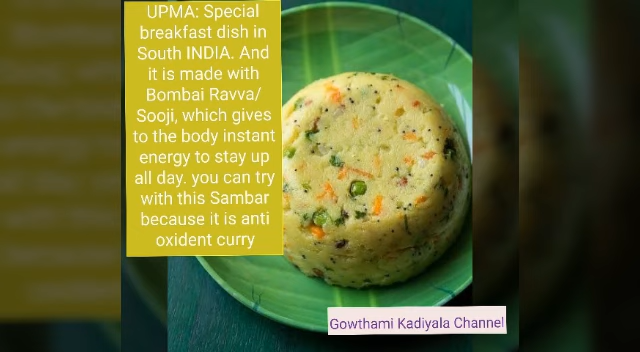 UPMA: Special
breakfast dish in
South INDIA. And
it is made with
Bombai Ravva/
Sooji, which gives
to the body instant
energy to stay up
all day. you can try
with this Sambar
because it is anti
oxident curry
Gowthami Kadiyala Channel